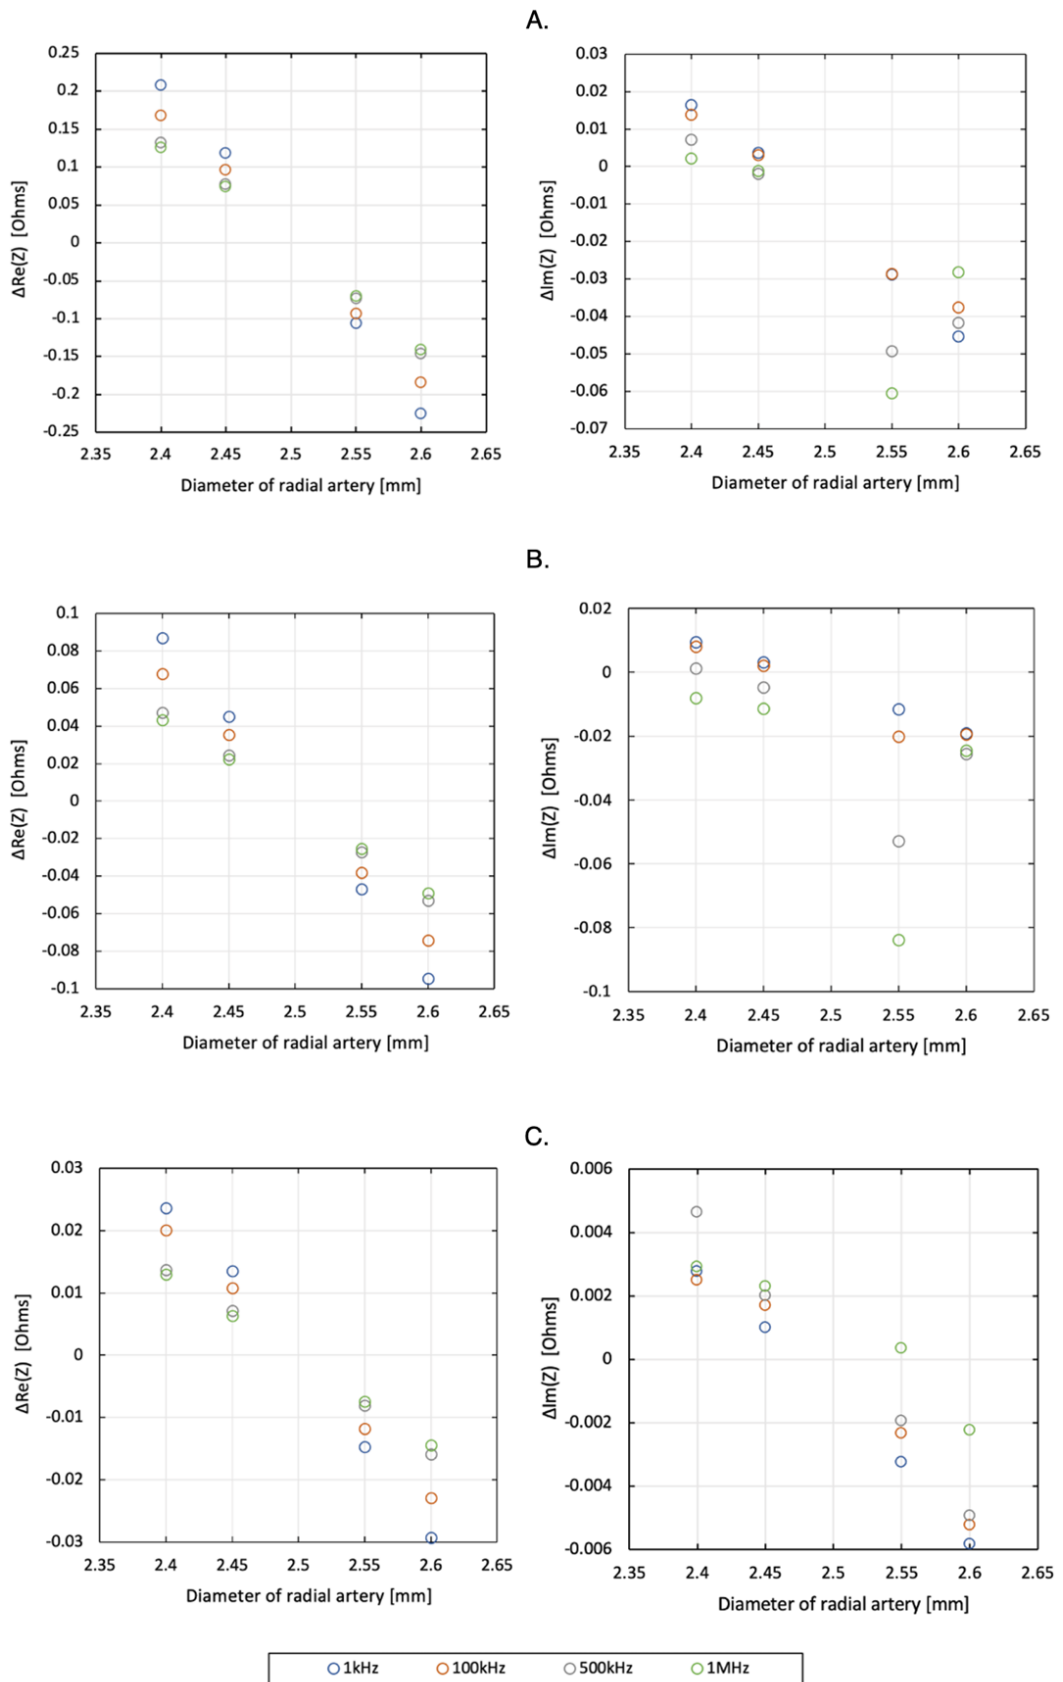 A.
0.25
0.2
0.15
0.1
0.05
0
-0.05
-0.1
-0.15
-0.2
-0.25
ΔRe(Z) [Ohms]
2.35 2.4 2.45 2.5 2.55 2.6 2.65
Diameter of radial artery [mm]
0.03
0.02
0.01
0
-0.01
-0.02
-0.03
-0.04
-0.05
-0.06
-0.07
ΔIm(Z) [Ohms]
2.35 2.4 2.45 2.5 2.55 2.6 2.65
Diameter of radial artery [mm]
B.
0.1
0.08
0.06
0.04
0.02
0
-0.02
-0.04
-0.06
-0.08
-0.1
ΔRe(Z) [Ohms]
2.35 2.4 2.45 2.5 2.55 2.6 2.65
Diameter of radial artery [mm]
0.02
0
-0.02
-0.04
-0.06
-0.08
-0.1
ΔIm(Z) [Ohms]
2.35 2.4 2.45 2.5 2.55 2.6 2.65
Diameter of radial artery [mm]
C.
0.03
0.02
0.01
0
-0.01
-0.02
-0.03
ΔRe(Z) [Ohms]
2.35 2.4 2.45 2.5 2.55 2.6 2.65
Diameter of radial artery [mm]
0.006
0.004
0.002
0
-0.002
-0.004
-0.006
ΔIm(Z) [Ohms]
2.35 2.4 2.45 2.5 2.55 2.6 2.65
Diameter of radial artery [mm]
1kHz 100kHz 500kHz 1MHz